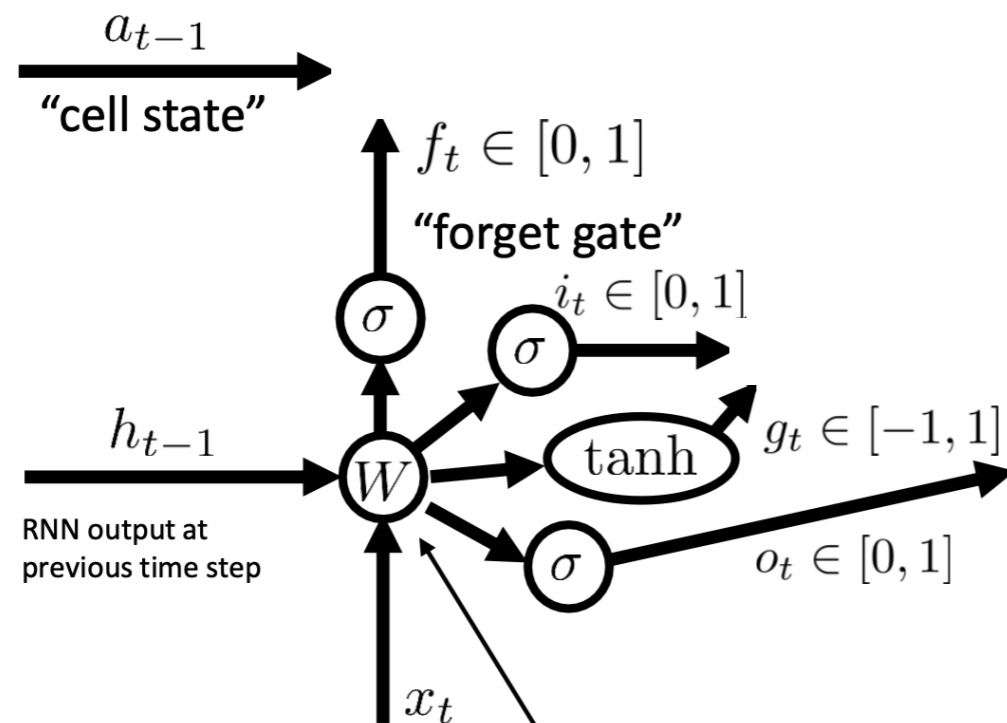 a_{t-1}
“cell state”
f_t ∈ [0, 1]
“forget gate”
i_t ∈ [0, 1]
σ
σ
h_{t-1}
W
tanh
g_t ∈ [-1, 1]
RNN output at
previous time step
σ
o_t ∈ [0, 1]
x_t